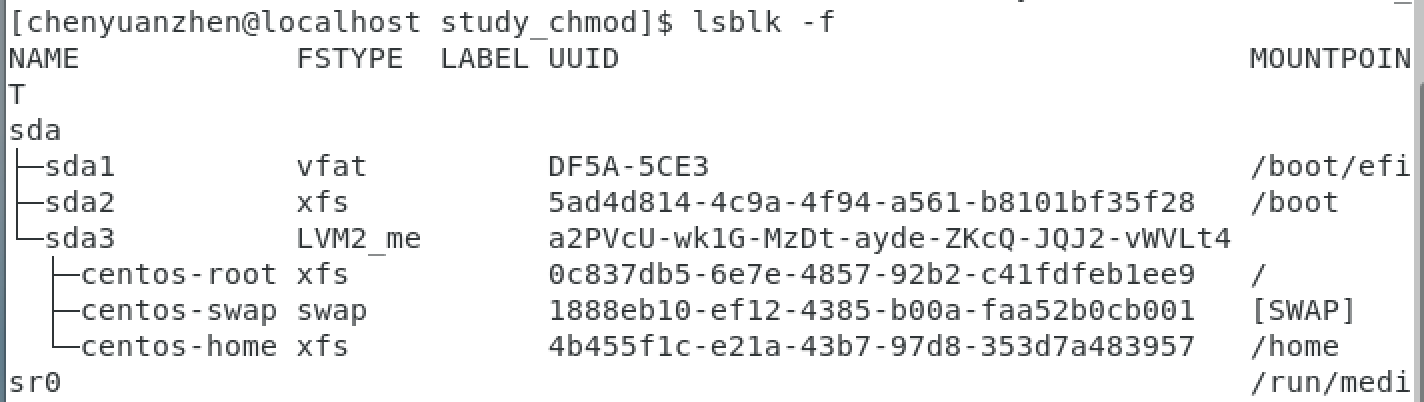 [chenyuanzhen@localhost study_chmod]$ lsblk -f
NAME            FSTYPE  LABEL UUID                                   MOUNTPOIN
T
sda
├─sda1          vfat          DF5A-5CE3                              /boot/efi
├─sda2          xfs           5ad4d814-4c9a-4f94-a561-b8101bf35f28   /boot
└─sda3          LVM2_me       a2PVcU-wk1G-MzDt-ayde-ZKcQ-JQJ2-vWVLt4
  ├─centos-root xfs           0c837db5-6e7e-4857-92b2-c41fdfeb1ee9   /
  ├─centos-swap swap          1888eb10-ef12-4385-b00a-faa52b0cb001   [SWAP]
  └─centos-home xfs           4b455f1c-e21a-43b7-97d8-353d7a483957   /home
sr0                                                                  /run/medi